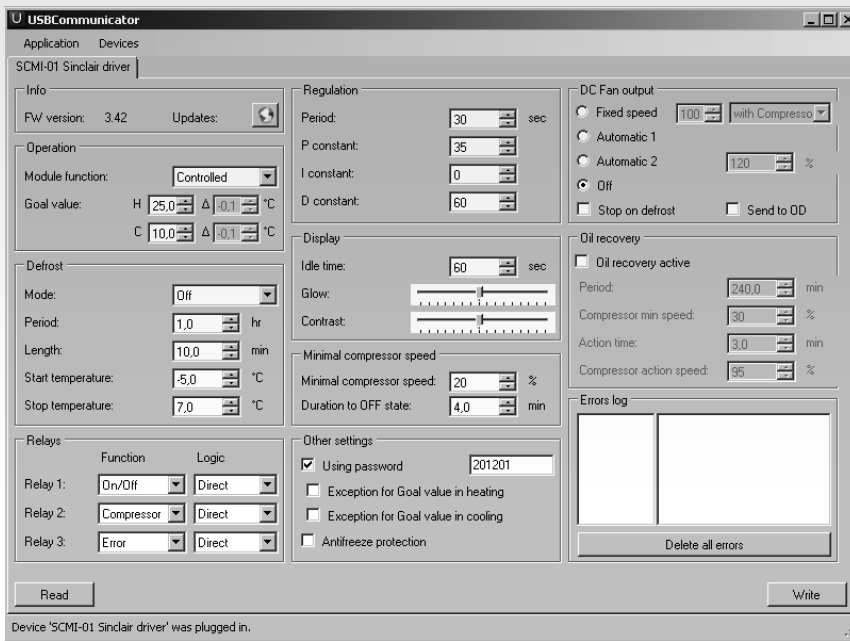 U USBCommunicator
Application Devices
SCMI-01 Sinclair driver
Info
FW version: 3.42 Updates:
Operation
Module function: Controlled
Goal value: H 25,0 Δ -0,1 °C
C 10,0 Δ -0,1 °C
Defrost
Mode: Off
Period: 1,0 hr
Length: 10,0 min
Start temperature: -5,0 °C
Stop temperature: 7,0 °C
Relays
Function Logic
Relay 1: On/Off Direct
Relay 2: Compressor Direct
Relay 3: Error Direct
Regulation
Period: 30 sec
P constant: 35
I constant: 0
D constant: 60
Display
Idle time: 60 sec
Glow:
Contrast:
Minimal compressor speed
Minimal compressor speed: 20 %
Duration to OFF state: 4,0 min
Other settings
Using password 201201
Exception for Goal value in heating
Exception for Goal value in cooling
Antifreeze protection
DC Fan output
Fixed speed 100 with Compresso
Automatic 1
Automatic 2 120 %
Off
Stop on defrost Send to OD
Oil recovery
Oil recovery active
Period: 240,0 min
Compressor min speed: 30 %
Action time: 3,0 min
Compressor action speed: 95 %
Errors log
Delete all errors
Read Write
Device 'SCMI-01 Sinclair driver' was plugged in.